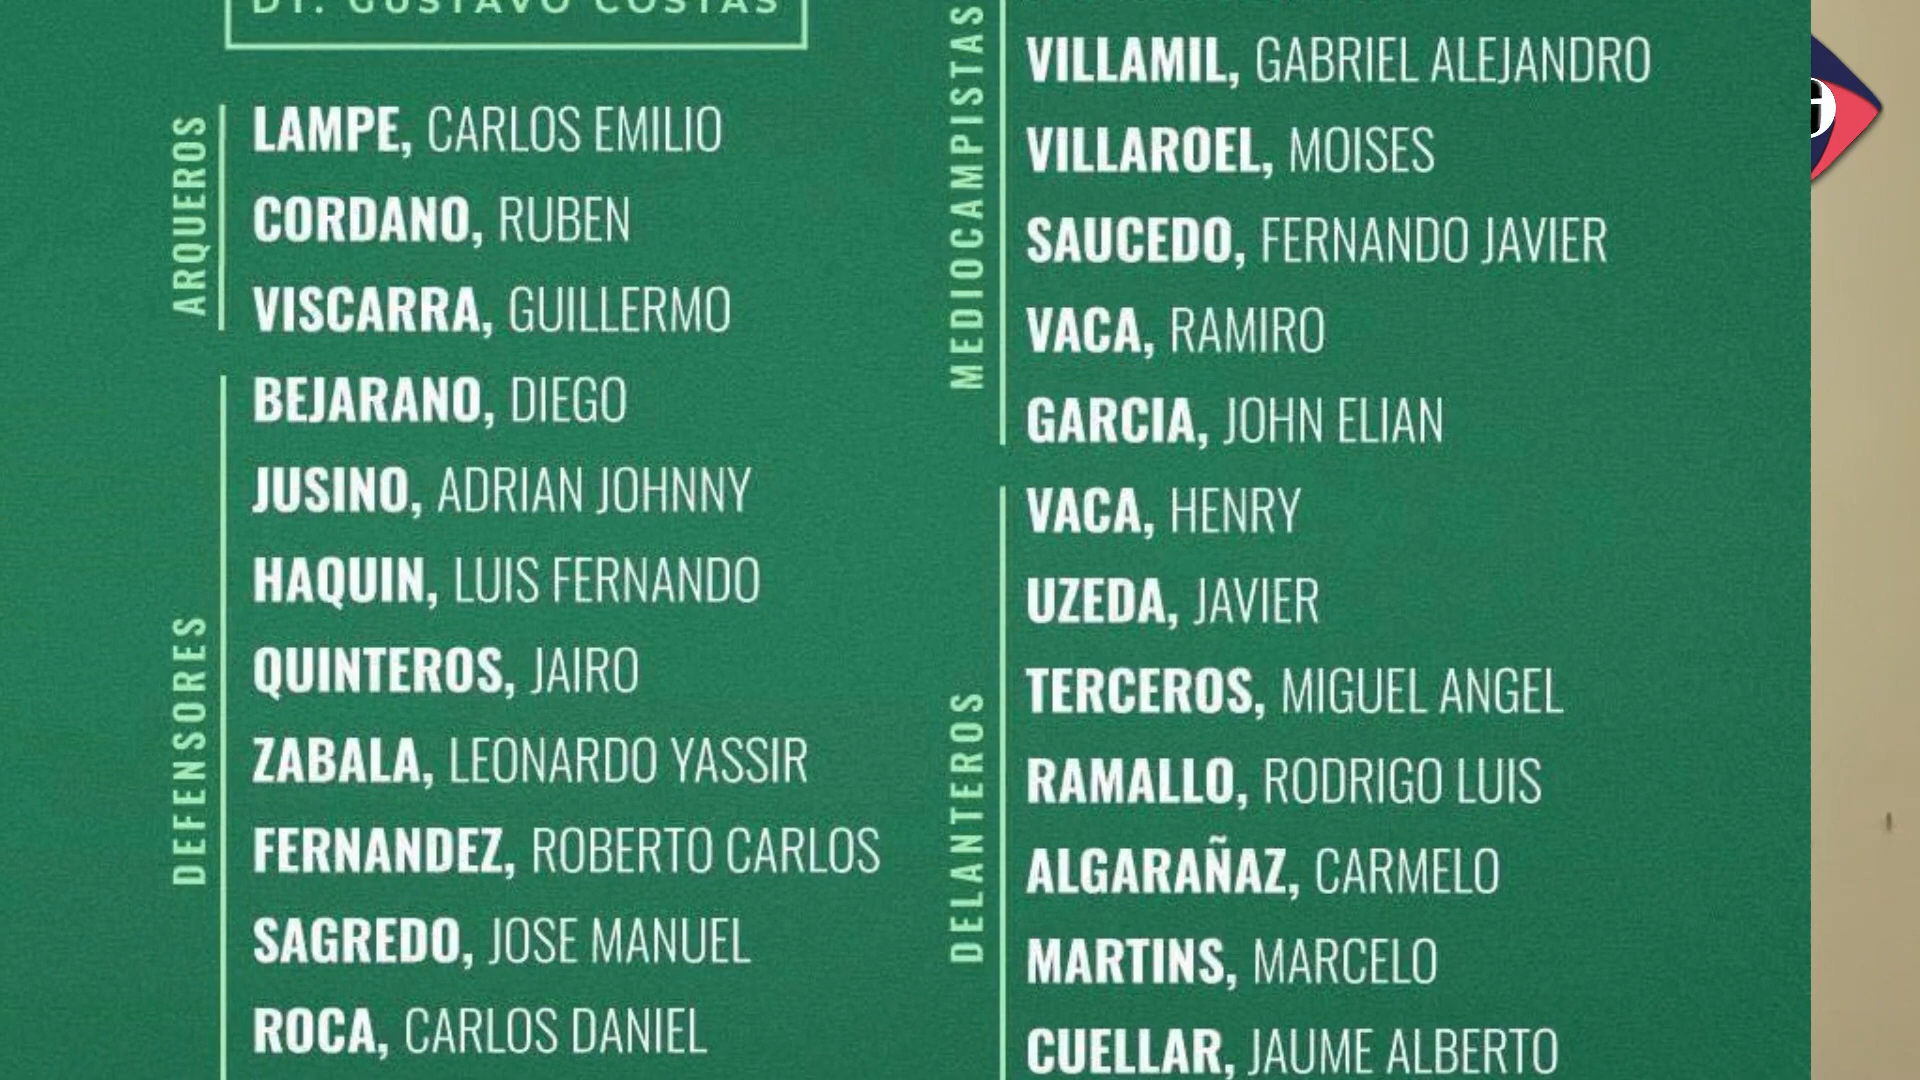 DT. GUSTAVO COSTAS
ARQUEROS
LAMPE, CARLOS EMILIO
CORDANO, RUBEN
VISCARRA, GUILLERMO
DEFENSORES
BEJARANO, DIEGO
JUSINO, ADRIAN JOHNNY
HAQUIN, LUIS FERNANDO
QUINTEROS, JAIRO
ZABALA, LEONARDO YASSIR
FERNANDEZ, ROBERTO CARLOS
SAGREDO, JOSE MANUEL
ROCA, CARLOS DANIEL
MEDIOCAMPISTAS
VILLAMIL, GABRIEL ALEJANDRO
VILLAROEL, MOISES
SAUCEDO, FERNANDO JAVIER
VACA, RAMIRO
GARCIA, JOHN ELIAN
DELANTEROS
VACA, HENRY
UZEDA, JAVIER
TERCEROS, MIGUEL ANGEL
RAMALLO, RODRIGO LUIS
ALGARAÑAZ, CARMELO
MARTINS, MARCELO
CUELLAR, JAUME ALBERTO